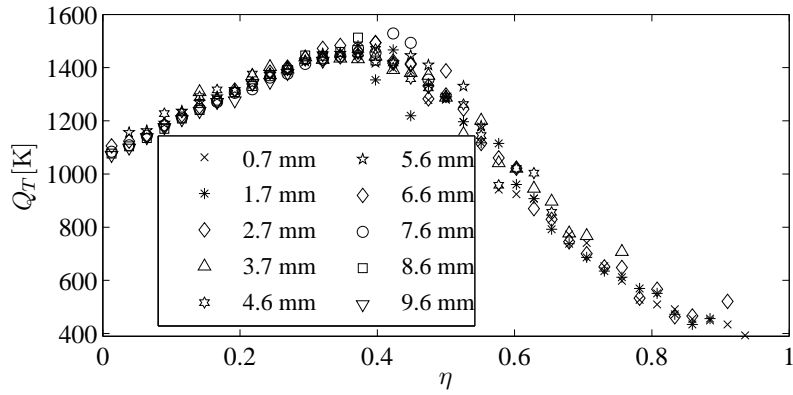 1600
1400
1200
1000
800
600
400
Q_T [K]
0.7 mm
1.7 mm
2.7 mm
3.7 mm
4.6 mm
5.6 mm
6.6 mm
7.6 mm
8.6 mm
9.6 mm
0 0.2 0.4 0.6 0.8 1
η